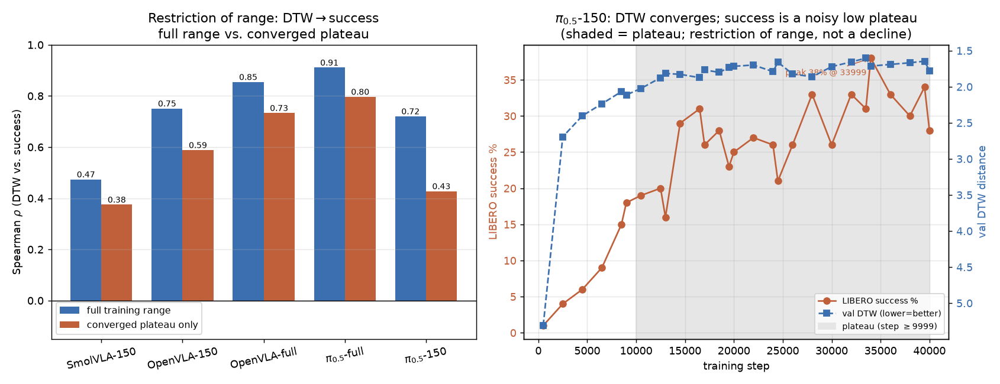 Restriction of range: DTW→success
full range vs. converged plateau
Spearman ρ (DTW vs. success)
1.0
0.8
0.6
0.4
0.2
0.0
0.47
0.38
0.75
0.59
0.85
0.73
0.91
0.80
0.72
0.43
full training range
converged plateau only
SmolVLA-150
OpenVLA-150
OpenVLA-full
π0.5-full
π0.5-150
π0.5-150: DTW converges; success is a noisy low plateau
(shaded = plateau; restriction of range, not a decline)
LIBERO success %
35
30
25
20
15
10
5
0
peak 38% @ 33999
1.5
2.0
2.5
3.0
3.5
4.0
4.5
5.0
val DTW distance
LIBERO success %
val DTW (lower=better)
plateau (step ≥ 9999)
0
5000
10000
15000
20000
25000
30000
35000
40000
training step